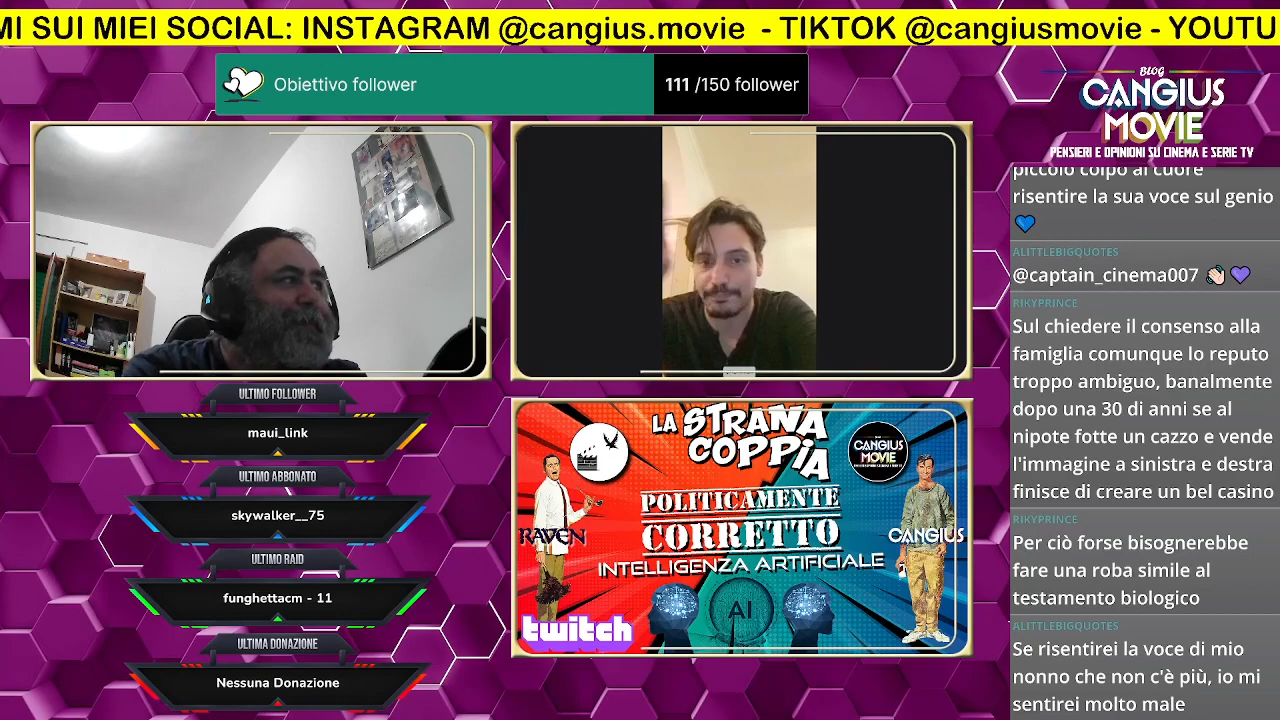 MI SUI MIEI SOCIAL: INSTAGRAM @cangius.movie - TIKTOK @cangiusmovie - YOUTU
Obiettivo follower
111 /150 follower
BLOG
CANGIUS
MOVIE
PENSIERI E OPINIONI SU CINEMA E SERIE TV
piccolo colpo al cuore
risentire la sua voce sul genio
💙
ALITTLEBIGQUOTES
@captain_cinema007 👏🏻💜
RIKYPRINCE
Sul chiedere il consenso alla
famiglia comunque lo reputo
troppo ambiguo, banalmente
dopo una 30 di anni se al
nipote fotte un cazzo e vende
l'immagine a sinistra e destra
finisce di creare un bel casino
RIKYPRINCE
Per ciò forse bisognerebbe
fare una roba simile al
testamento biologico
ALITTLEBIGQUOTES
Se risentirei la voce di mio
nonno che non c'è più, io mi
sentirei molto male
ULTIMO FOLLOWER
maui_link
ULTIMO ABBONATO
skywalker__75
ULTIMO RAID
funghettacm - 11
ULTIMA DONAZIONE
Nessuna Donazione
LA STRANA
COPPIA
CANGIUS
MOVIE
POLITICAMENTE
CORRETTO
INTELLIGENZA ARTIFICIALE
RAVEN
CANGIUS
AI
twitch